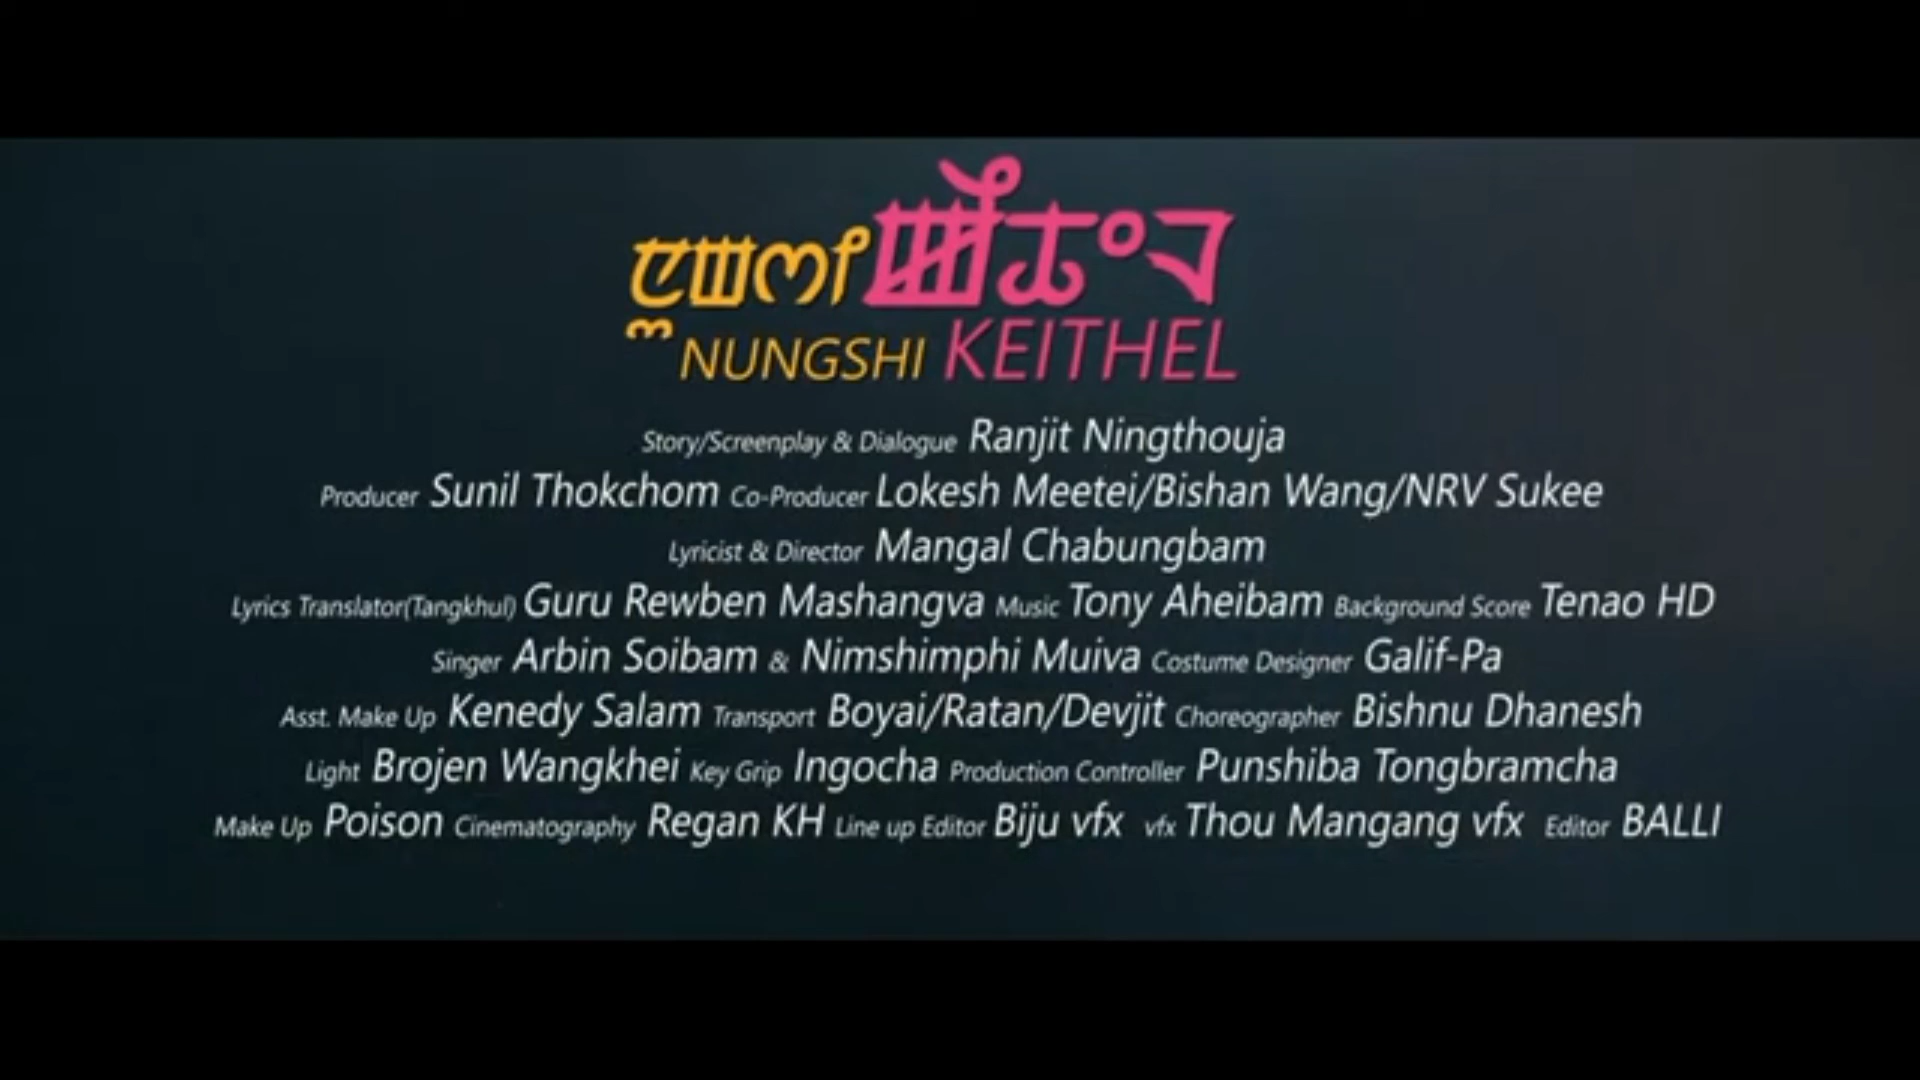 ꯅꯨꯡꯁꯤ ꯀꯩꯊꯦꯜ
NUNGSHI KEITHEL
Story/Screenplay & Dialogue Ranjit Ningthouja
Producer Sunil Thokchom Co-Producer Lokesh Meetei/Bishan Wang/NRV Sukee
Lyricist & Director Mangal Chabungbam
Lyrics Translator(Tangkhul) Guru Rewben Mashangva Music Tony Aheibam Background Score Tenao HD
Singer Arbin Soibam & Nimshimphi Muiva Costume Designer Galif-Pa
Asst. Make Up Kenedy Salam Transport Boyai/Ratan/Devjit Choreographer Bishnu Dhanesh
Light Brojen Wangkhei Key Grip Ingocha Production Controller Punshiba Tongbramcha
Make Up Poison Cinematography Regan KH Line up Editor Biju vfx vfx Thou Mangang vfx Editor BALLI